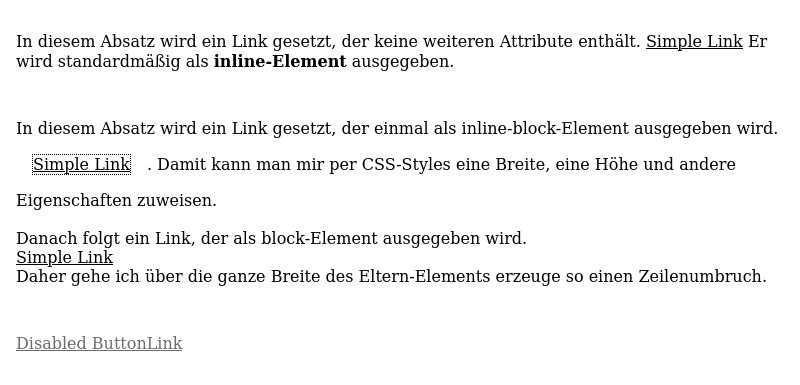 In diesem Absatz wird ein Link gesetzt, der keine weiteren Attribute enthält. Simple Link Er
wird standardmäßig als inline-Element ausgegeben.
In diesem Absatz wird ein Link gesetzt, der einmal als inline-block-Element ausgegeben wird.
Simple Link . Damit kann man mir per CSS-Styles eine Breite, eine Höhe und andere
Eigenschaften zuweisen.
Danach folgt ein Link, der als block-Element ausgegeben wird.
Simple Link
Daher gehe ich über die ganze Breite des Eltern-Elements erzeuge so einen Zeilenumbruch.
Disabled ButtonLink